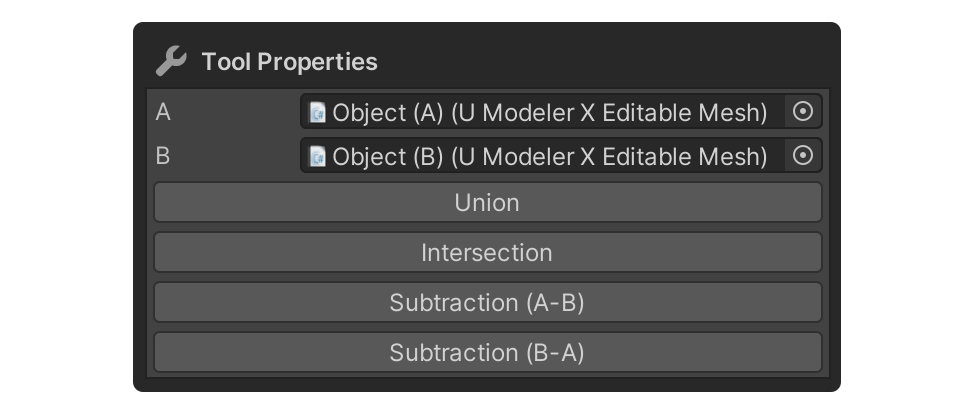 Tool Properties
A Object (A) (U Modeler X Editable Mesh)
B Object (B) (U Modeler X Editable Mesh)
Union
Intersection
Subtraction (A-B)
Subtraction (B-A)